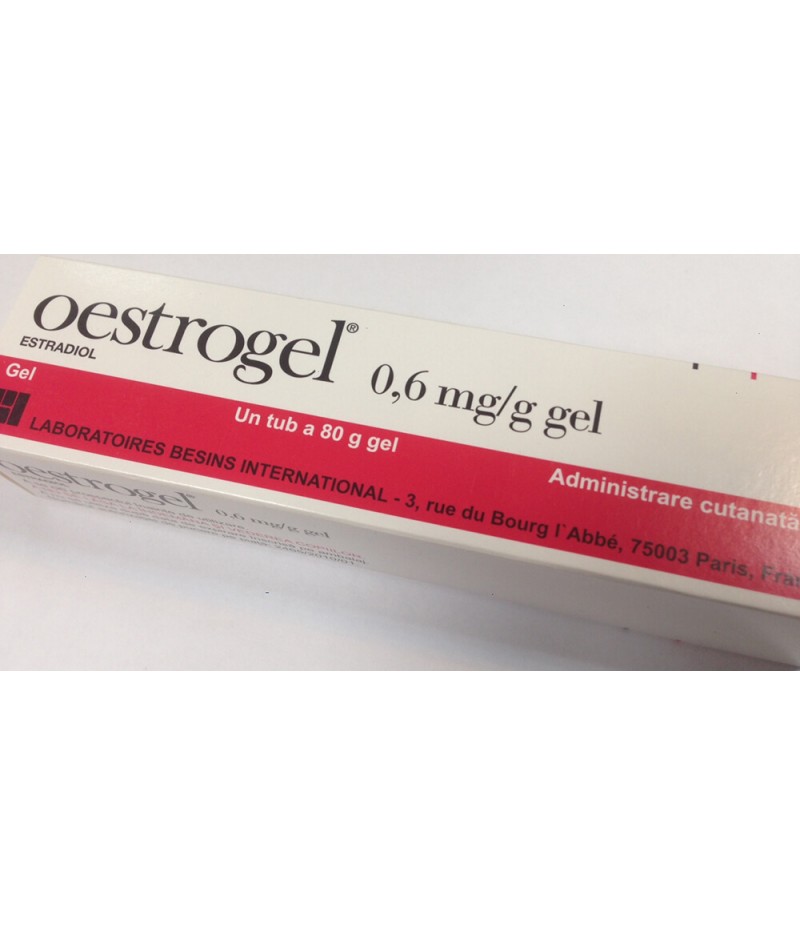 oestrogel®
ESTRADIOL
0,6 mg/g gel
Gel
Un tub a 80 g gel
Administrare cutanată
LABORATOIRES BESINS INTERNATIONAL - 3, rue du Bourg l`Abbé, 75003 Paris, Fra
oestrogel 0,6 mg/g gel